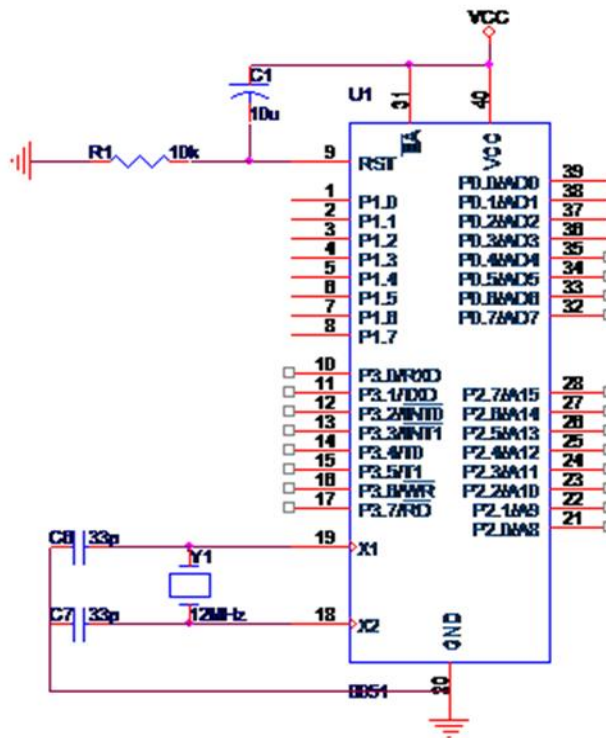 VCC
C1
10u
U1
31
40
R1
10k
9
RST
EA
VCC
39
P0.0/AD0
1
P1.0
38
P0.1/AD1
2
P1.1
37
P0.2/AD2
3
P1.2
36
P0.3/AD3
4
P1.3
35
P0.4/AD4
5
P1.4
34
P0.5/AD5
6
P1.5
33
P0.6/AD6
7
P1.6
32
P0.7/AD7
8
P1.7
10
P3.0/RXD
11
P3.1/TXD
28
P2.7/A15
12
P3.2/INT0
27
P2.6/A14
13
P3.3/INT1
26
P2.5/A13
14
P3.4/T0
25
P2.4/A12
15
P3.5/T1
24
P2.3/A11
16
P3.6/WR
23
P2.2/A10
17
P3.7/RD
22
P2.1/A9
21
P2.0/A8
C6
33p
19
X1
Y1
C7
33p
12MHz
18
X2
GND
20
8051